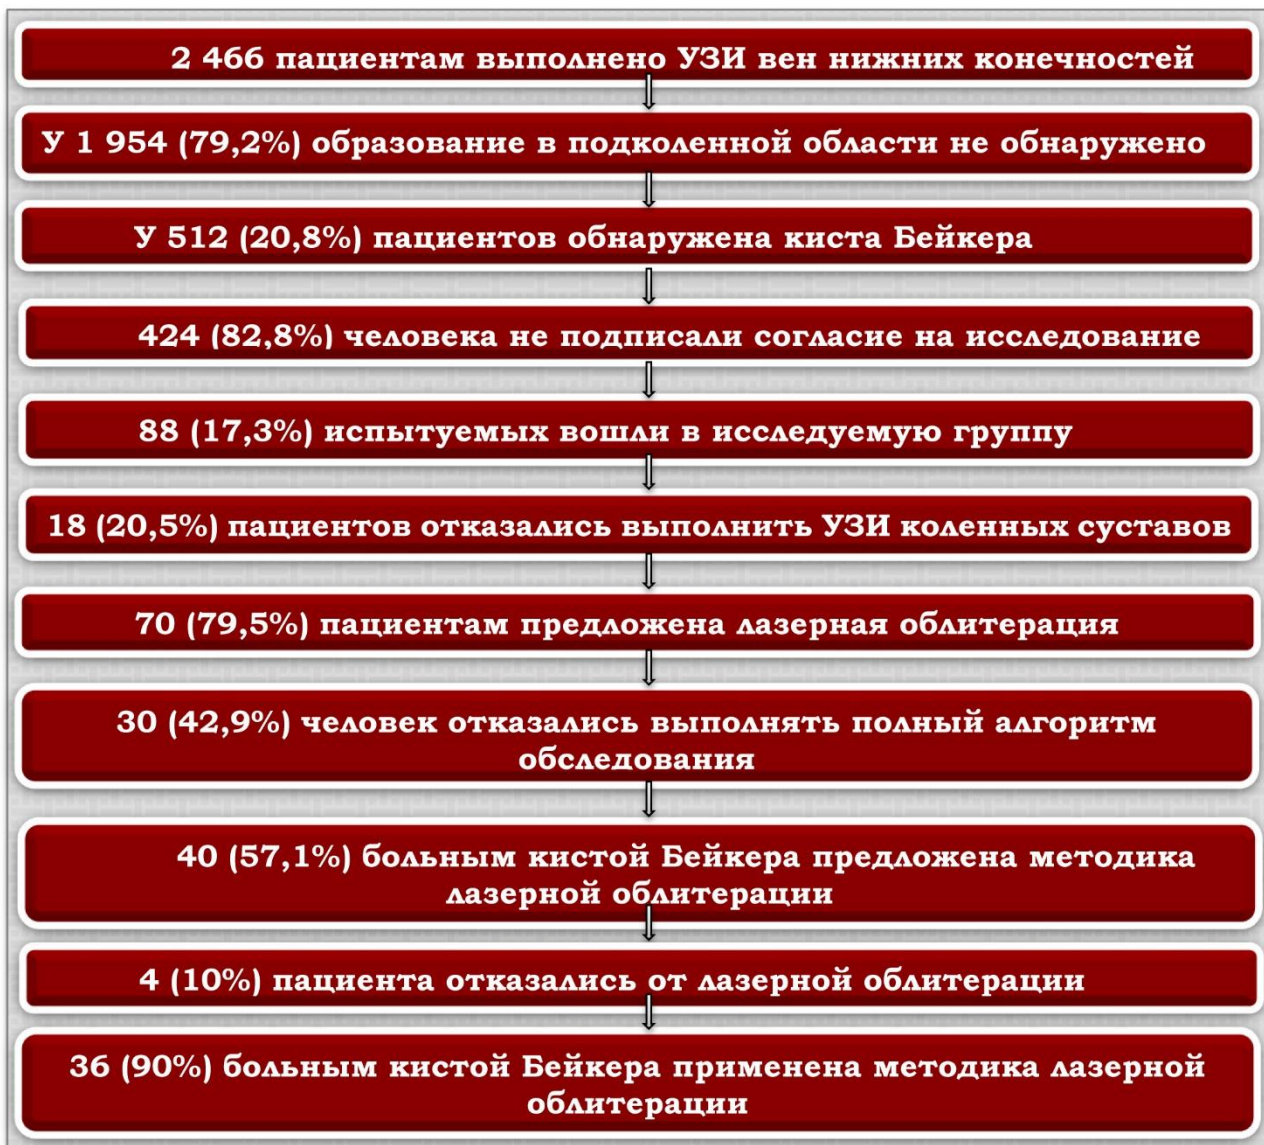 2 466 пациентам выполнено УЗИ вен нижних конечностей
У 1 954 (79,2%) образование в подколенной области не обнаружено
У 512 (20,8%) пациентов обнаружена киста Бейкера
424 (82,8%) человека не подписали согласие на исследование
88 (17,3%) испытуемых вошли в исследуемую группу
18 (20,5%) пациентов отказались выполнить УЗИ коленных суставов
70 (79,5%) пациентам предложена лазерная облитерация
30 (42,9%) человек отказались выполнять полный алгоритм
обследования
40 (57,1%) больным кистой Бейкера предложена методика
лазерной облитерации
4 (10%) пациента отказались от лазерной облитерации
36 (90%) больным кистой Бейкера применена методика лазерной
облитерации